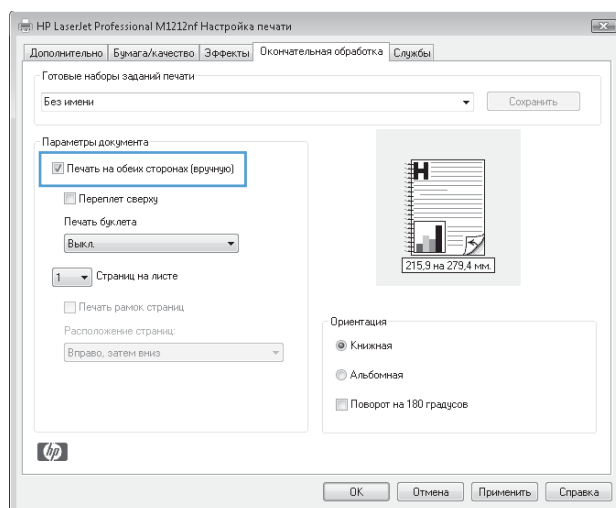 HP LaserJet Professional M1212nf Настройка печати
Дополнительно Бумага/качество Эффекты Окончательная обработка Службы
Готовые наборы заданий печати
Без имени Сохранить
Параметры документа
Печать на обеих сторонах (вручную)
Переплет сверху
Печать буклета
Выкл.
1 Страниц на листе
Печать рамок страниц
Расположение страниц:
Вправо, затем вниз
H
215,9 на 279,4 мм.
Ориентация
Книжная
Альбомная
Поворот на 180 градусов
hp
OK Отмена Применить Справка